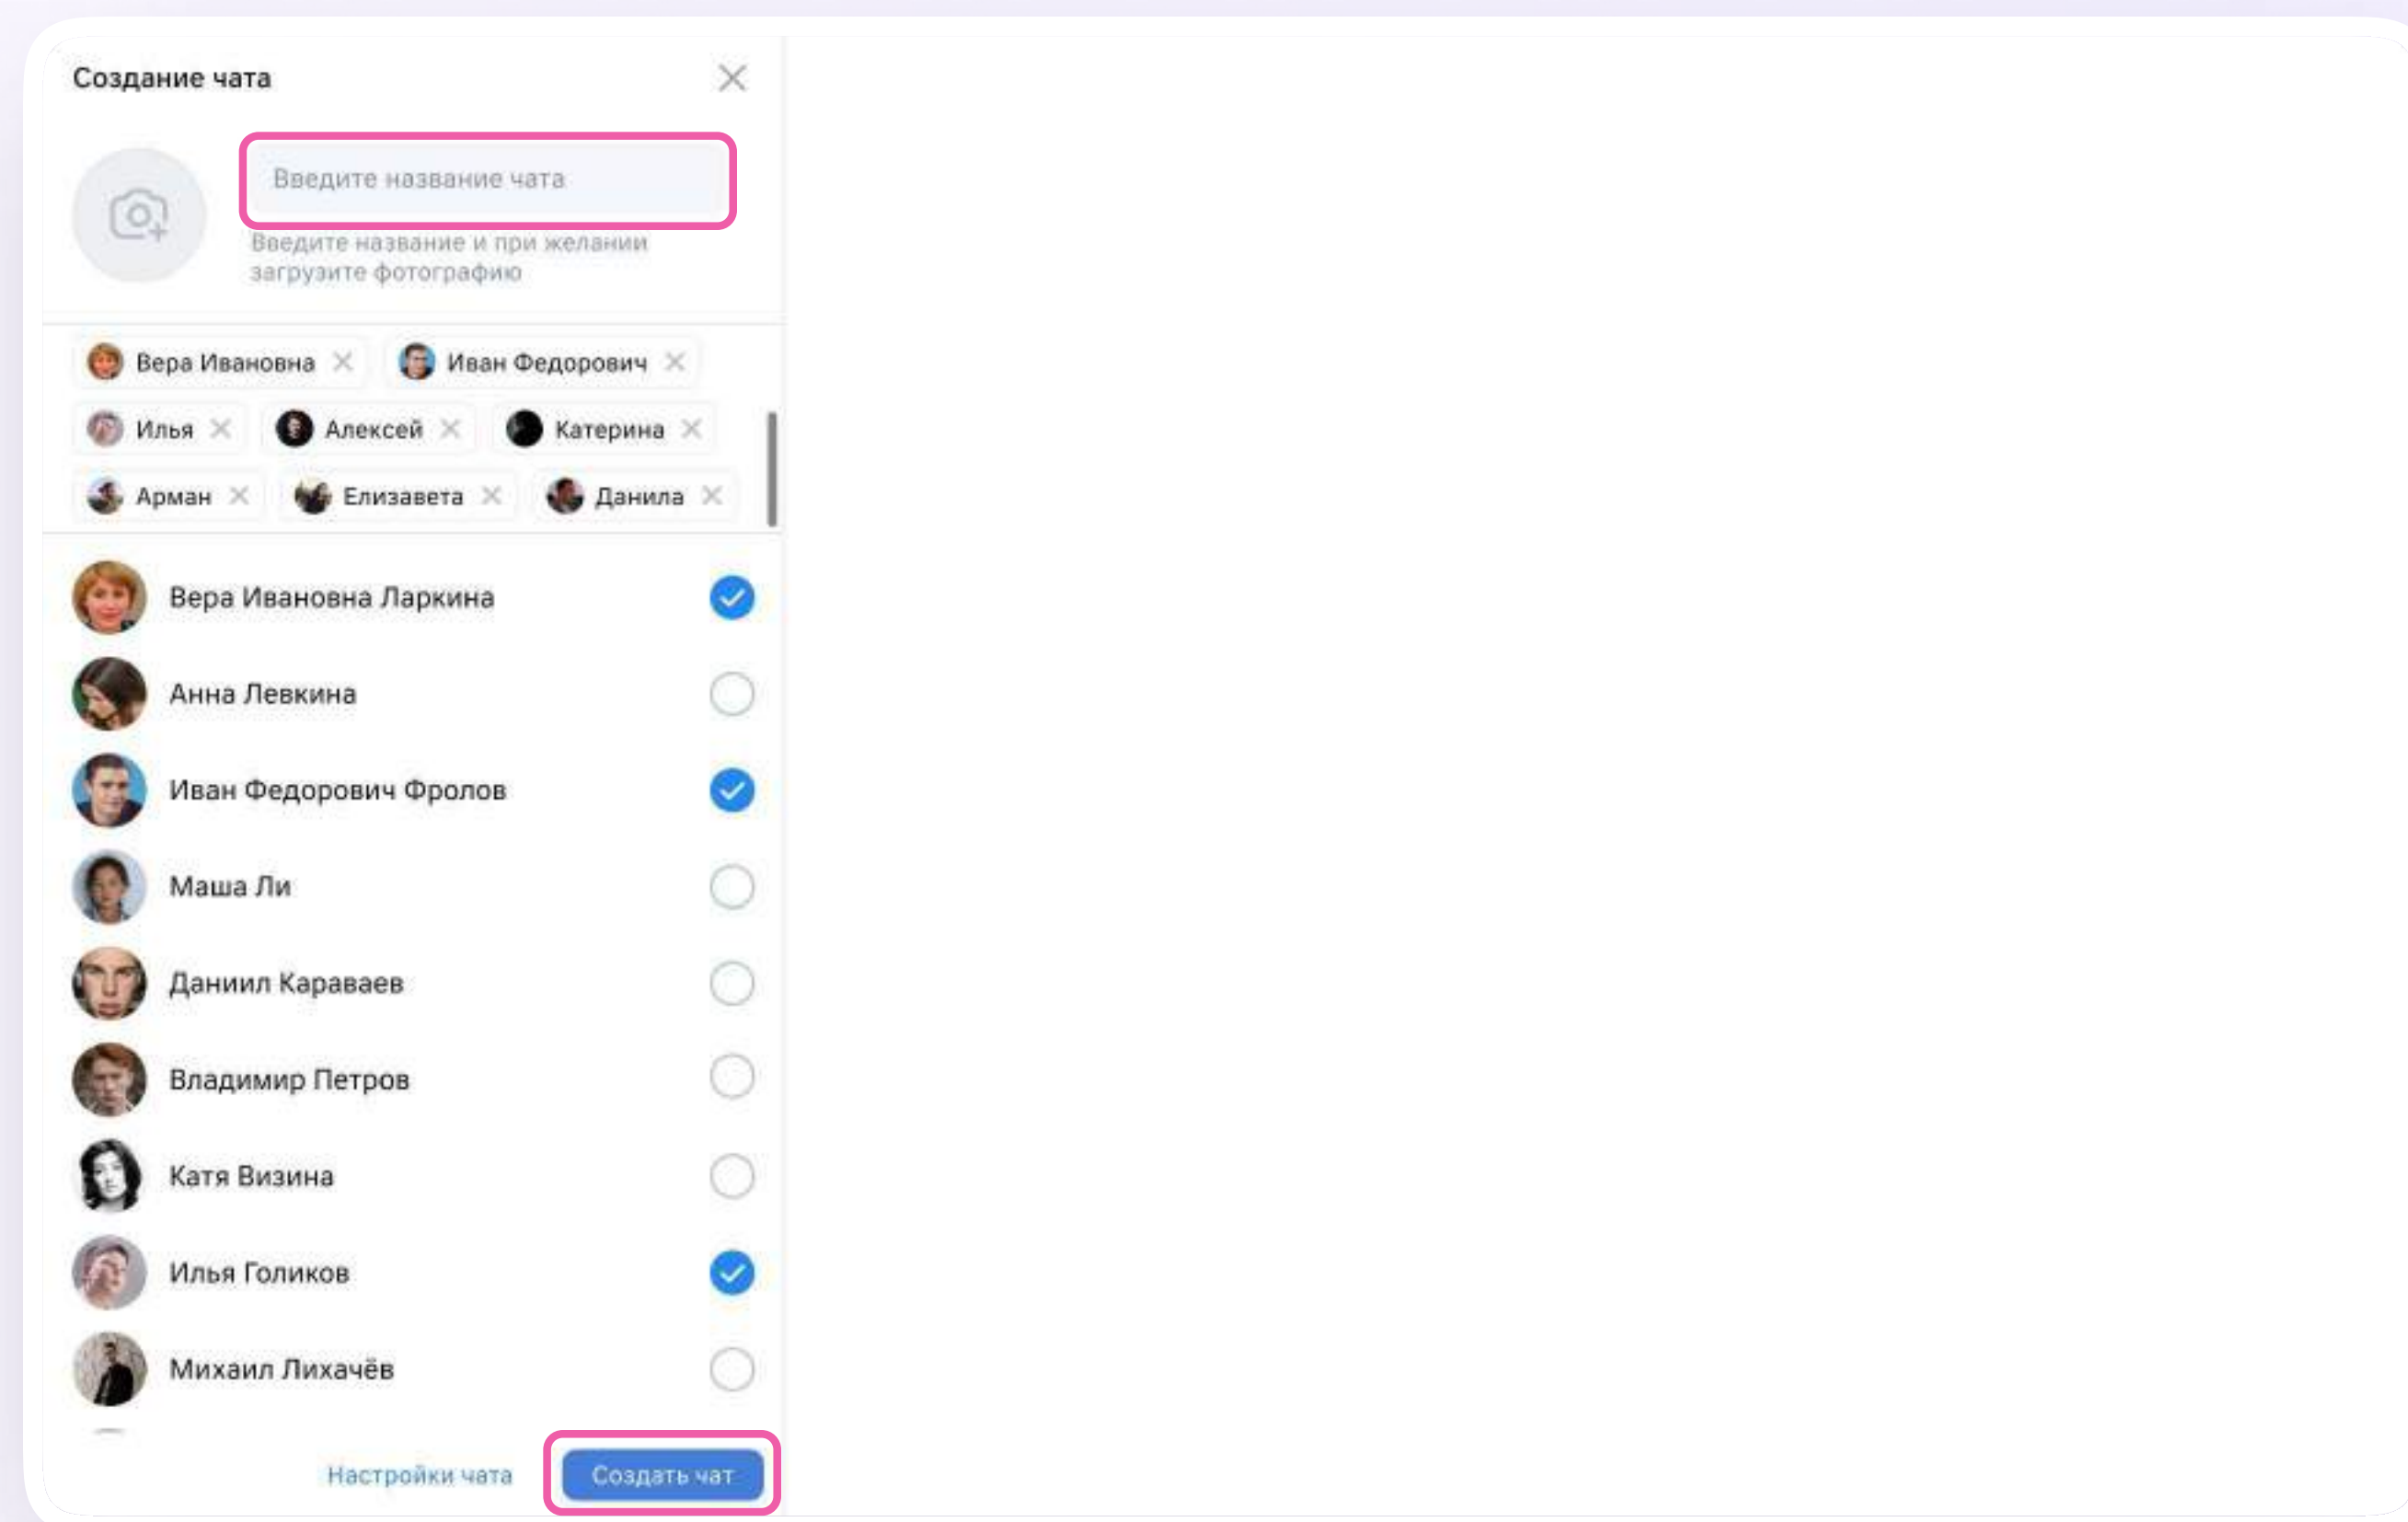 Создание чата
Введите название чата
Введите название и при желании
загрузите фотографию
Вера Ивановна Иван Федорович
Илья Алексей Катерина
Арман Елизавета Данила
Вера Ивановна Ларкина
Анна Левкина
Иван Федорович Фролов
Маша Ли
Даниил Караваев
Владимир Петров
Катя Визина
Илья Голиков
Михаил Лихачёв
Настройки чата Создать чат